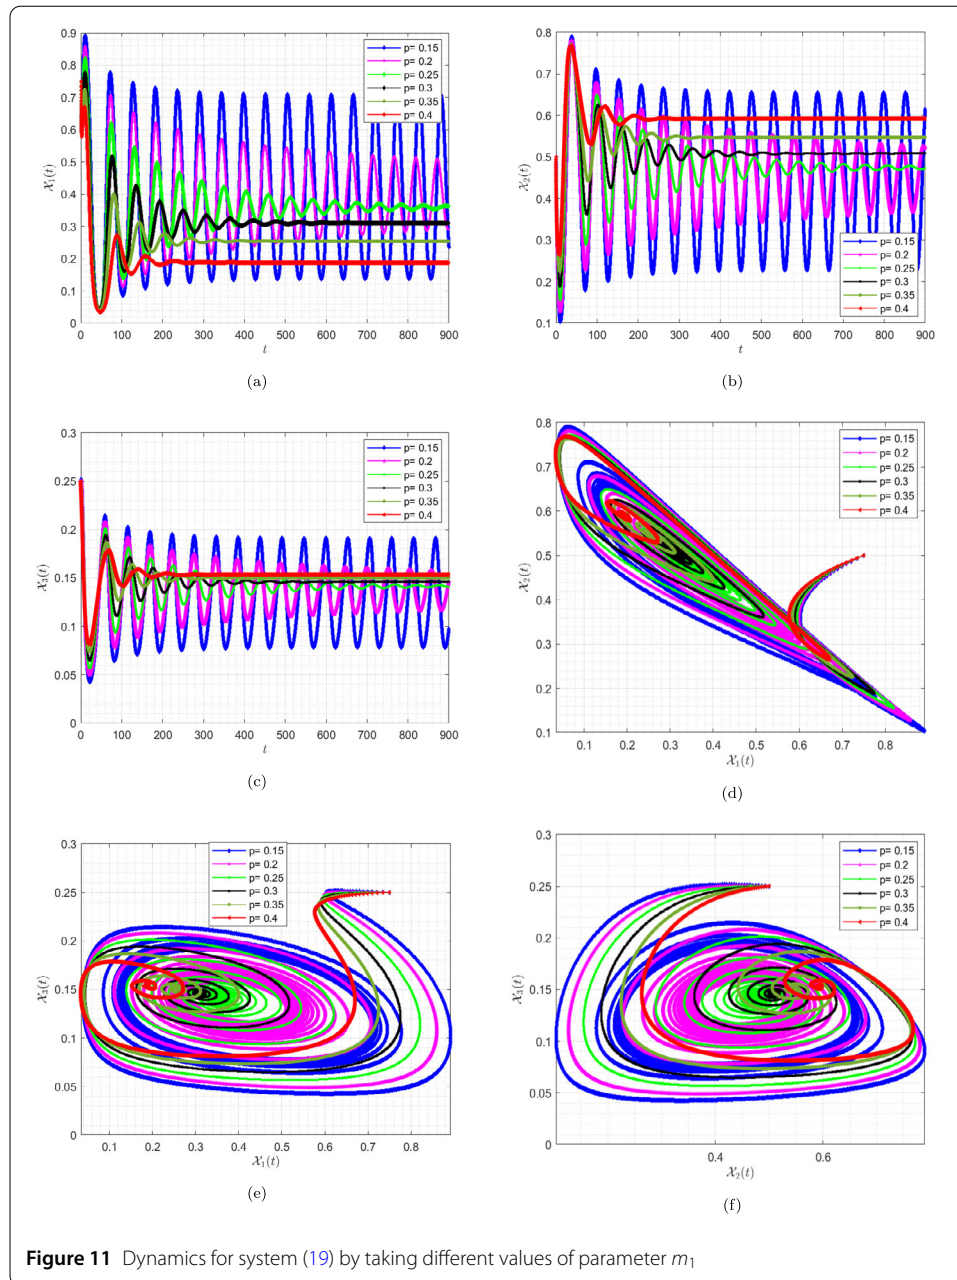 0.9
0.8
0.7
0.6
0.5
0.4
0.3
0.2
0.1
0
𝒳₁(t)
0 100 200 300 400 500 600 700 800 900
t
p= 0.15
p= 0.2
p= 0.25
p= 0.3
p= 0.35
p= 0.4
(a)
0.8
0.7
0.6
0.5
0.4
0.3
0.2
0.1
𝒳₂(t)
0 100 200 300 400 500 600 700 800 900
t
p= 0.15
p= 0.2
p= 0.25
p= 0.3
p= 0.35
p= 0.4
(b)
0.3
0.25
0.2
0.15
0.1
0.05
0
𝒳₃(t)
0 100 200 300 400 500 600 700 800 900
t
p= 0.15
p= 0.2
p= 0.25
p= 0.3
p= 0.35
p= 0.4
(c)
0.8
0.7
0.6
0.5
0.4
0.3
0.2
0.1
𝒳₂(t)
0.1 0.2 0.3 0.4 0.5 0.6 0.7 0.8
𝒳₁(t)
p= 0.15
p= 0.2
p= 0.25
p= 0.3
p= 0.35
p= 0.4
(d)
0.3
0.25
0.2
0.15
0.1
0.05
0
𝒳₃(t)
0.1 0.2 0.3 0.4 0.5 0.6 0.7 0.8
𝒳₁(t)
p= 0.15
p= 0.2
p= 0.25
p= 0.3
p= 0.35
p= 0.4
(e)
0.3
0.25
0.2
0.15
0.1
0.05
0
𝒳₃(t)
0.4 0.6
𝒳₂(t)
p= 0.15
p= 0.2
p= 0.25
p= 0.3
p= 0.35
p= 0.4
(f)
Figure 11 Dynamics for system (19) by taking different values of parameter m₁